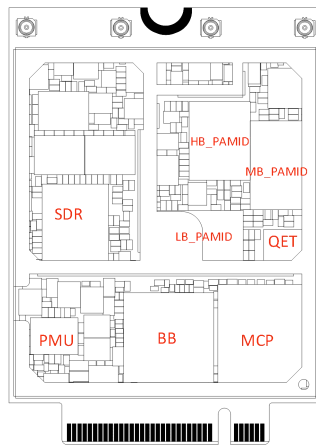 HB_PAMID
MB_PAMID
SDR
LB_PAMID
QET
PMU
BB
MCP